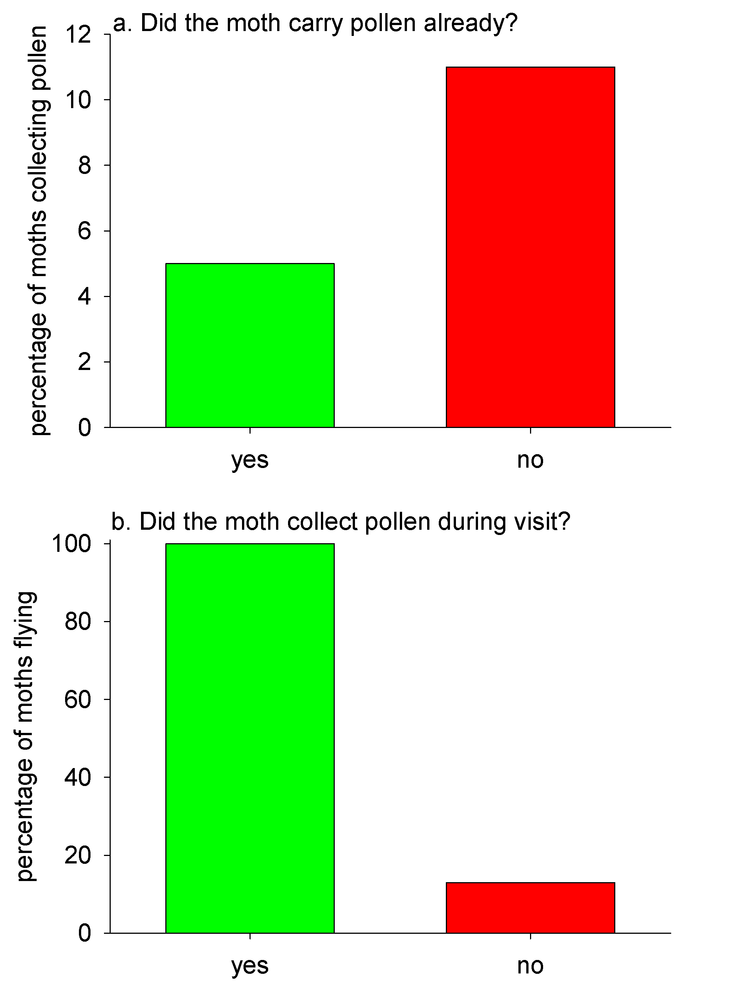 a. Did the moth carry pollen already?
percentage of moths collecting pollen
12
10
8
6
4
2
0
yes no
b. Did the moth collect pollen during visit?
percentage of moths flying
100
80
60
40
20
0
yes no